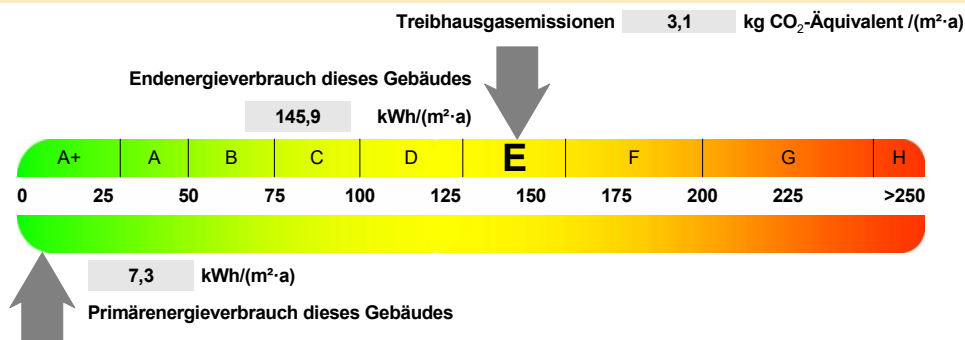 Treibhausgasemissionen 3,1 kg CO₂-Äquivalent /(m²·a)
Endenergieverbrauch dieses Gebäudes
145,9 kWh/(m²·a)
A+ A B C D E F G H
0 25 50 75 100 125 150 175 200 225 >250
7,3 kWh/(m²·a)
Primärenergieverbrauch dieses Gebäudes